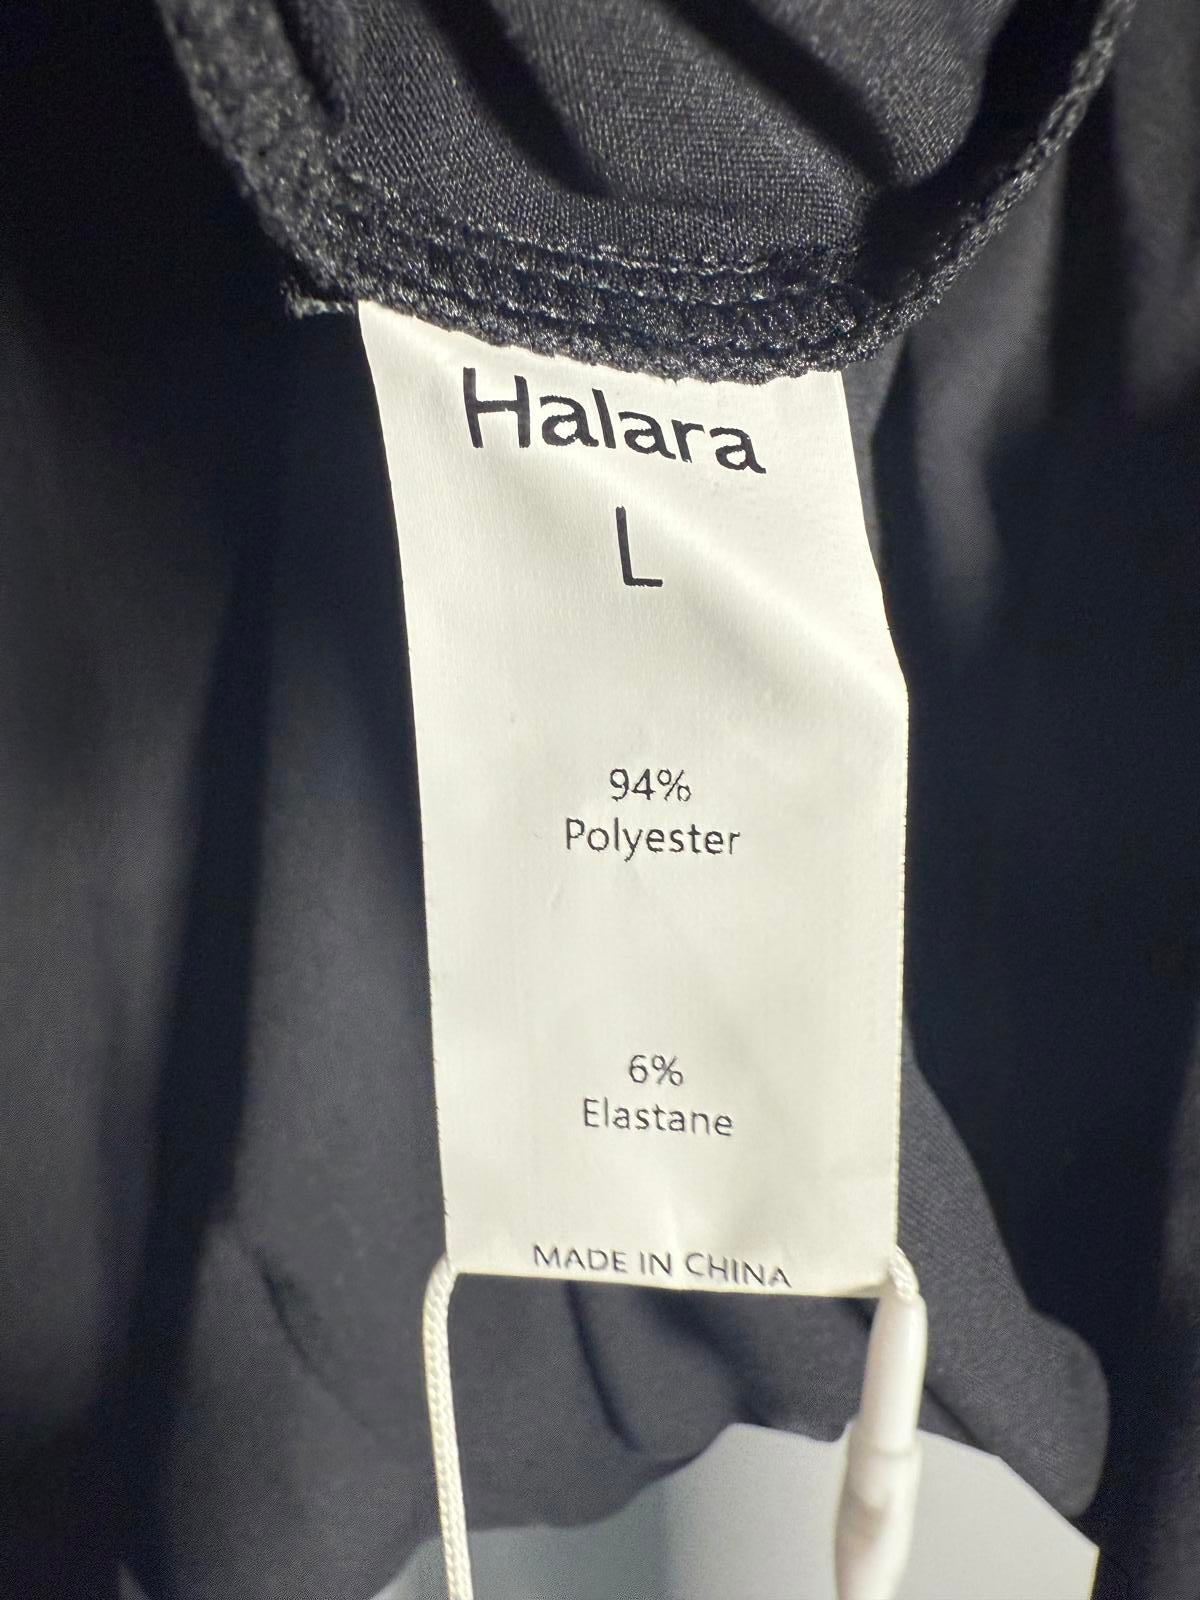 Halara
L
94%
Polyester
6%
Elastane
MADE IN CHINA